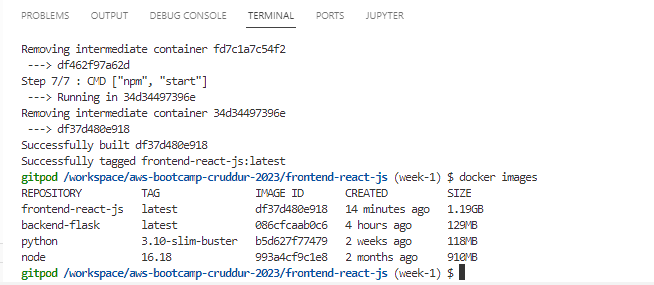 PROBLEMS OUTPUT DEBUG CONSOLE TERMINAL PORTS JUPYTER
Removing intermediate container fd7c1a7c54f2
---> df462f97a62d
Step 7/7 : CMD ["npm", "start"]
---> Running in 34d34497396e
Removing intermediate container 34d34497396e
---> df37d480e918
Successfully built df37d480e918
Successfully tagged frontend-react-js:latest
gitpod /workspace/aws-bootcamp-cruddur-2023/frontend-react-js (week-1) $ docker images
REPOSITORY TAG IMAGE ID CREATED SIZE
frontend-react-js latest df37d480e918 14 minutes ago 1.19GB
backend-flask latest 086cfcaab0c6 4 hours ago 129MB
python 3.10-slim-buster b5d627f77479 2 weeks ago 118MB
node 16.18 993a4cf9c1e8 2 months ago 910MB
gitpod /workspace/aws-bootcamp-cruddur-2023/frontend-react-js (week-1) $